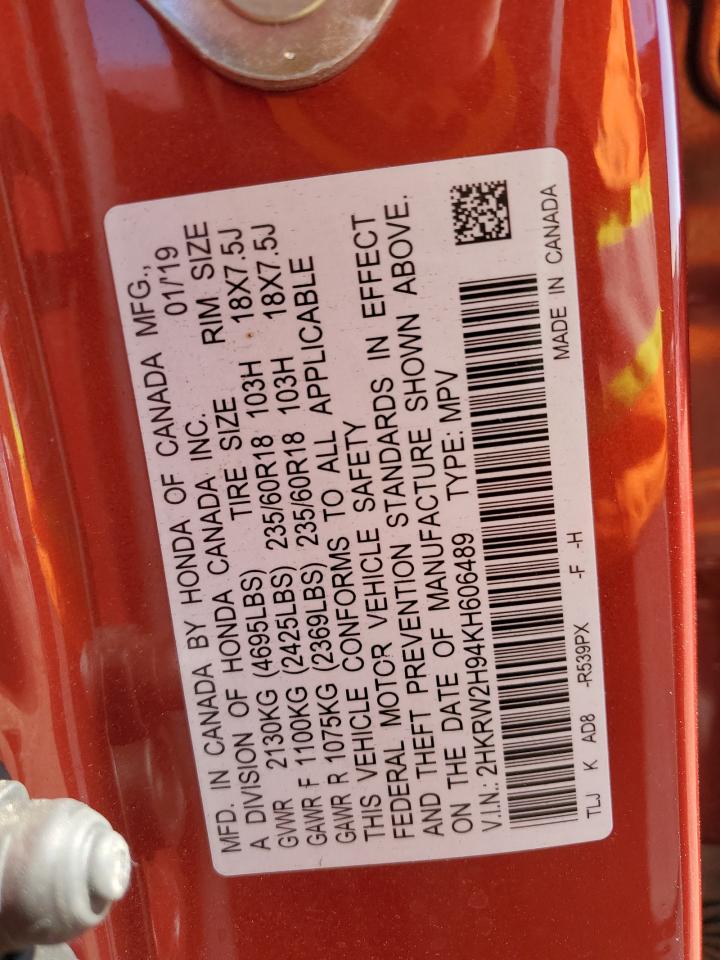 MFD. IN CANADA BY HONDA OF CANADA MFG.,
A DIVISION OF HONDA CANADA INC. 01/'19
GVWR 2130KG (4695LBS) TIRE SIZE RIM SIZE
GAWR F 1100KG (2425LBS) 235/60R18 103H 18X7.5J
GAWR R 1075KG (2369LBS) 235/60R18 103H 18X7.5J
THIS VEHICLE CONFORMS TO ALL APPLICABLE
FEDERAL MOTOR VEHICLE SAFETY
AND THEFT PREVENTION STANDARDS IN EFFECT
ON THE DATE OF MANUFACTURE SHOWN ABOVE.
V.I.N.: 2HKRW2H94KH606489 TYPE: MPV
TLJ K AD8 -R539PX -F -H MADE IN CANADA